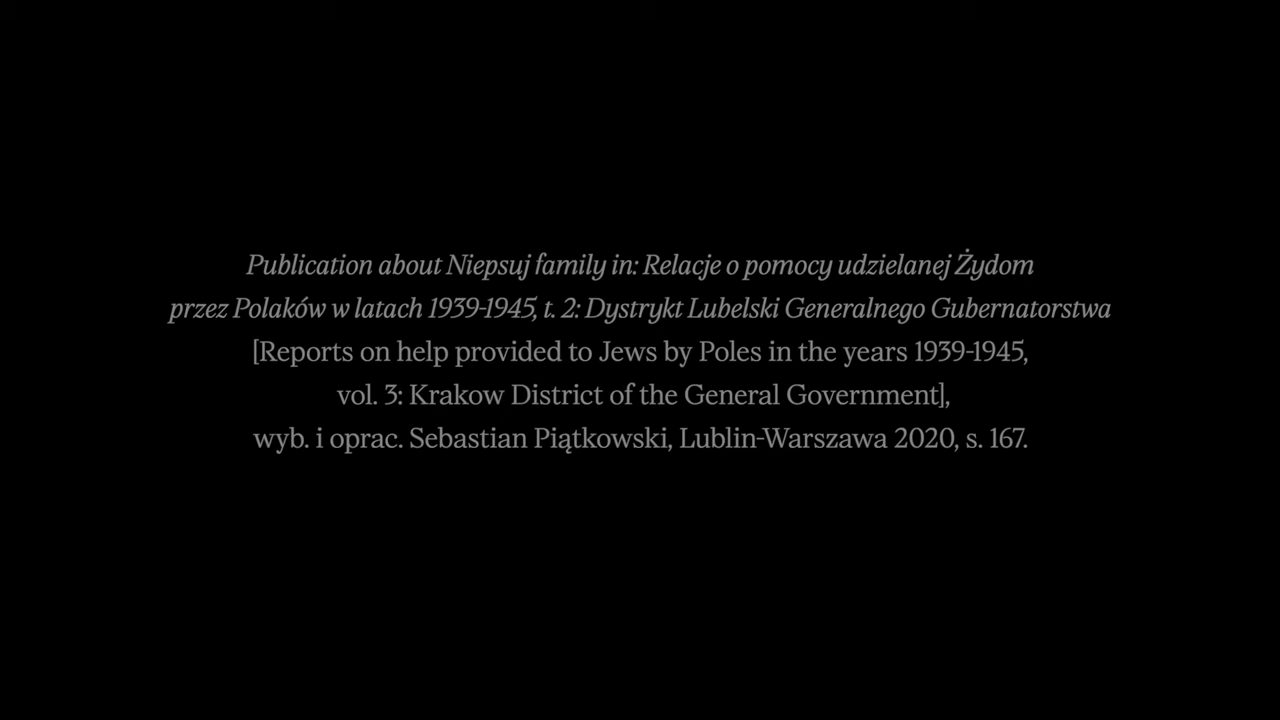 Publication about Niepsuj family in: Relacje o pomocy udzielanej Żydom
przez Polaków w latach 1939-1945, t. 2: Dystrykt Lubelski Generalnego Gubernatorstwa
[Reports on help provided to Jews by Poles in the years 1939-1945,
vol. 3: Krakow District of the General Government],
wyb. i oprac. Sebastian Piątkowski, Lublin-Warszawa 2020, s. 167.